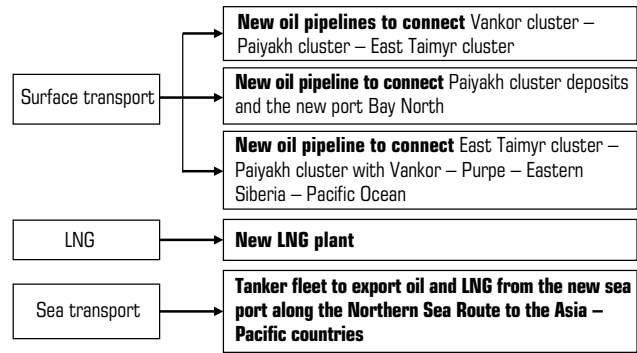 New oil pipelines to connect Vankor cluster –
Paiyakh cluster – East Taimyr cluster
Surface transport
New oil pipeline to connect Paiyakh cluster deposits
and the new port Bay North
New oil pipeline to connect East Taimyr cluster –
Paiyakh cluster with Vankor – Purpe – Eastern
Siberia – Pacific Ocean
LNG
New LNG plant
Sea transport
Tanker fleet to export oil and LNG from the new sea
port along the Northern Sea Route to the Asia –
Pacific countries